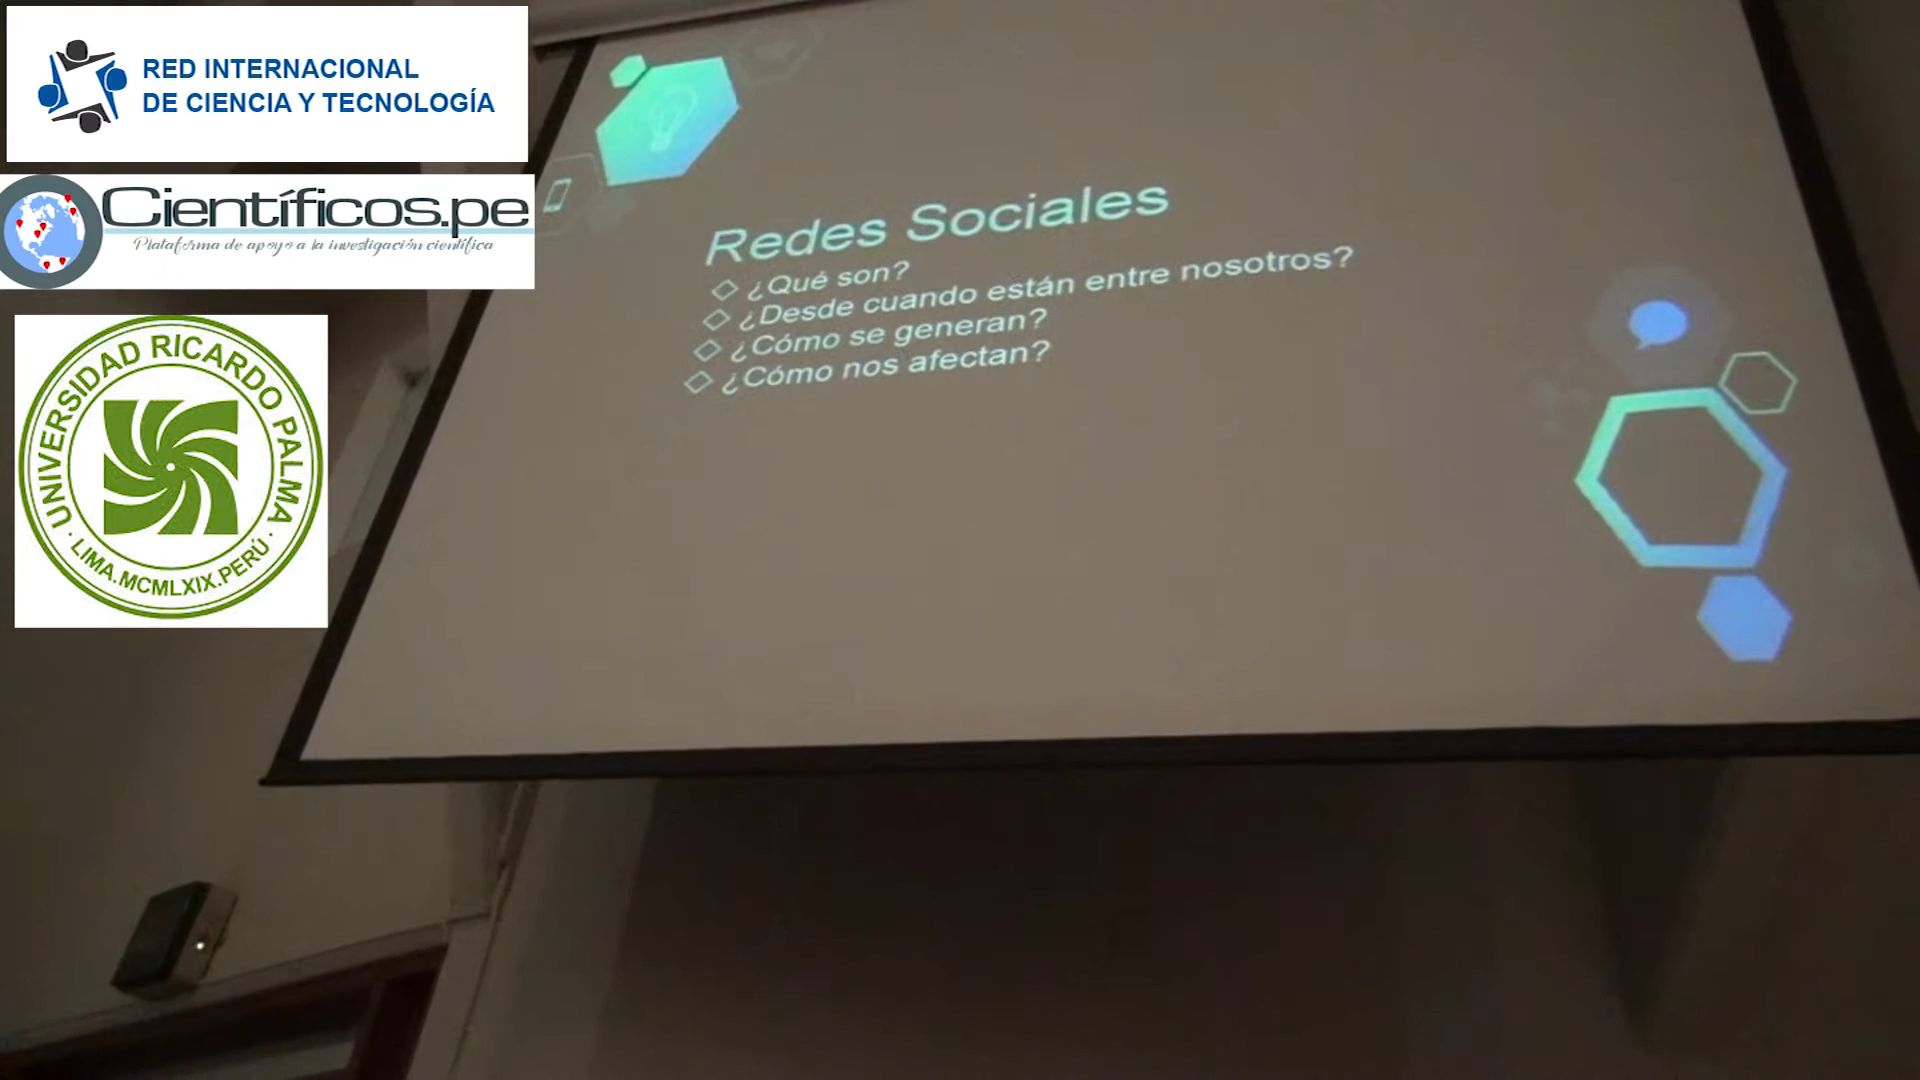 RED INTERNACIONAL
DE CIENCIA Y TECNOLOGÍA
Científicos.pe
Plataforma de apoyo a la investigación científica
UNIVERSIDAD RICARDO PALMA
· LIMA.MCMLXIX.PERÚ ·
Redes Sociales
¿Qué son?
¿Desde cuando están entre nosotros?
¿Cómo se generan?
¿Cómo nos afectan?